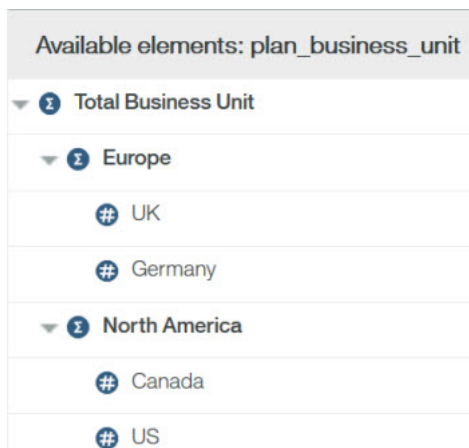 Available elements: plan_business_unit
Σ Total Business Unit
Σ Europe
# UK
# Germany
Σ North America
# Canada
# US